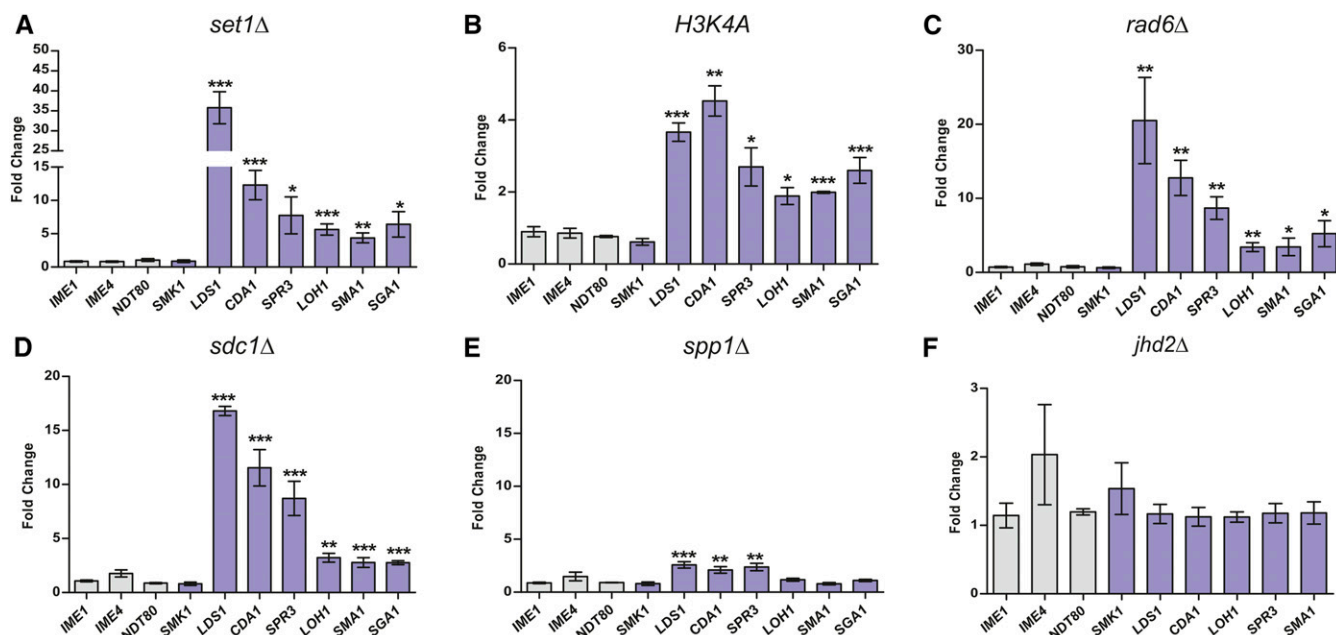 A
set1Δ
Fold Change
50
45
40
35
30
25
15
10
5
0
***
***
*
***
**
*
IME1
IME4
NDT80
SMK1
LDS1
CDA1
SPR3
LOH1
SMA1
SGA1
B
H3K4A
Fold Change
6
4
2
0
***
**
*
*
***
***
IME1
IME4
NDT80
SMK1
LDS1
CDA1
SPR3
LOH1
SMA1
SGA1
C
rad6Δ
Fold Change
30
20
10
0
**
**
**
**
*
*
IME1
IME4
NDT80
SMK1
LDS1
CDA1
SPR3
LOH1
SMA1
SGA1
D
sdc1Δ
Fold Change
20
15
10
5
0
***
***
***
**
***
***
IME1
IME4
NDT80
SMK1
LDS1
CDA1
SPR3
LOH1
SMA1
SGA1
E
spp1Δ
Fold Change
20
15
10
5
0
***
**
**
IME1
IME4
NDT80
SMK1
LDS1
CDA1
SPR3
LOH1
SMA1
SGA1
F
jhd2Δ
Fold Change
3
2
1
0
IME1
IME4
NDT80
SMK1
LDS1
CDA1
LOH1
SPR3
SMA1